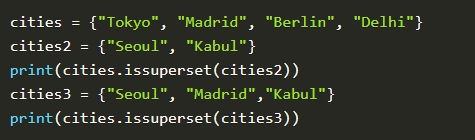 cities = {"Tokyo", "Madrid", "Berlin", "Delhi"}
cities2 = {"Seoul", "Kabul"}
print(cities.issuperset(cities2))
cities3 = {"Seoul", "Madrid","Kabul"}
print(cities.issuperset(cities3))